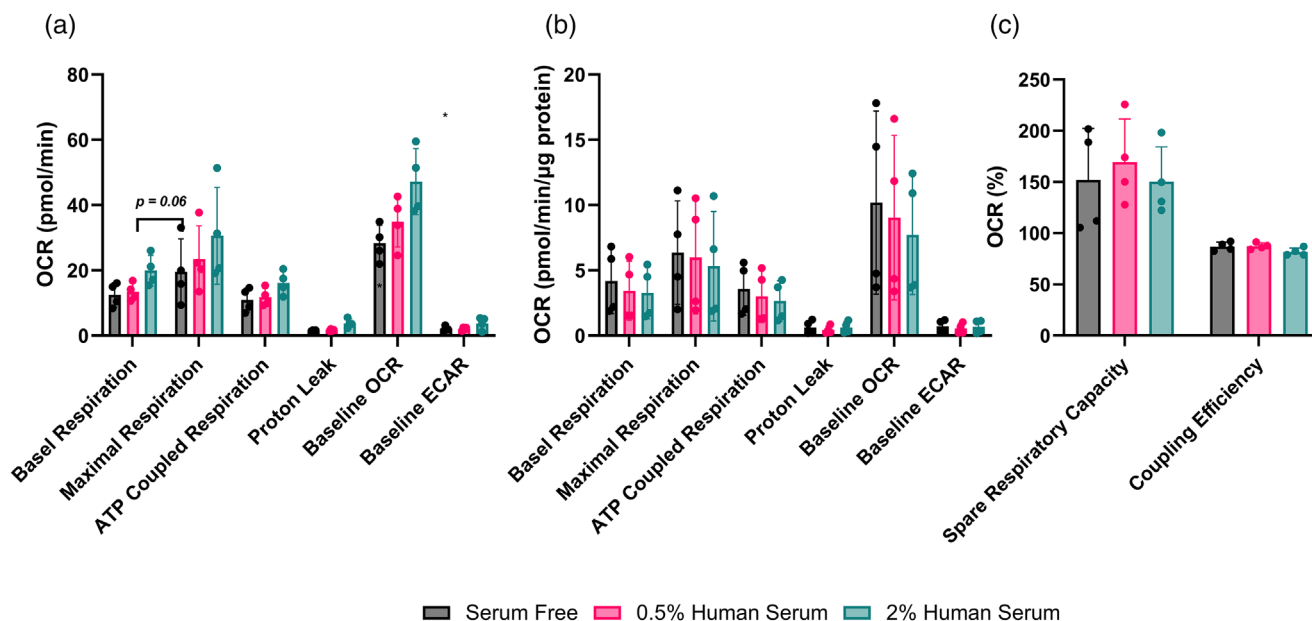 (a)
(b)
(c)
OCR (pmol/min)
80
60
40
20
0
*
p = 0.06
*
Basel Respiration
Maximal Respiration
ATP Coupled Respiration
Proton Leak
Baseline OCR
Baseline ECAR
OCR (pmol/min/µg protein)
20
15
10
5
0
Basel Respiration
Maximal Respiration
ATP Coupled Respiration
Proton Leak
Baseline OCR
Baseline ECAR
OCR (%)
250
200
150
100
50
0
Spare Respiratory Capacity
Coupling Efficiency
Serum Free
0.5% Human Serum
2% Human Serum